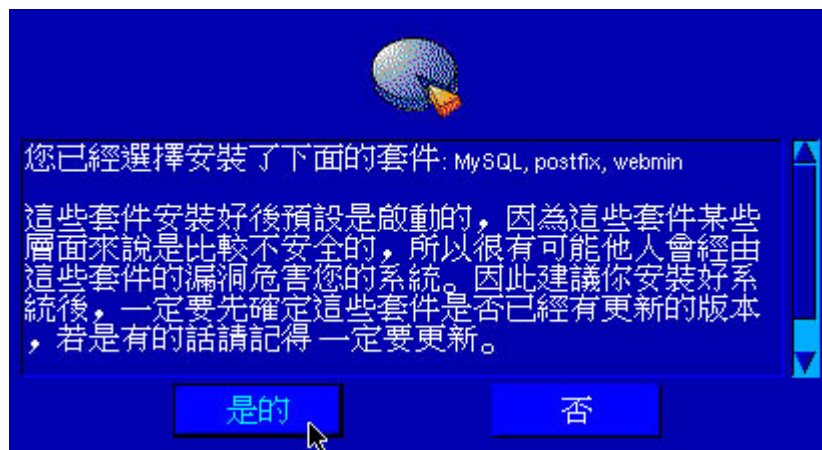 您已經選擇安裝了下面的套件: MySQL, postfix, webmin
這些套件安裝好後預設是啟動的，因為這些套件某些
層面來說是比較不安全的，所以很有可能他人會經由
這些套件的漏洞危害您的系統。因此建議你安裝好系
統後，一定要先確定這些套件是否已經有更新的版本
，若是有的話請記得一定要更新。
是的
否